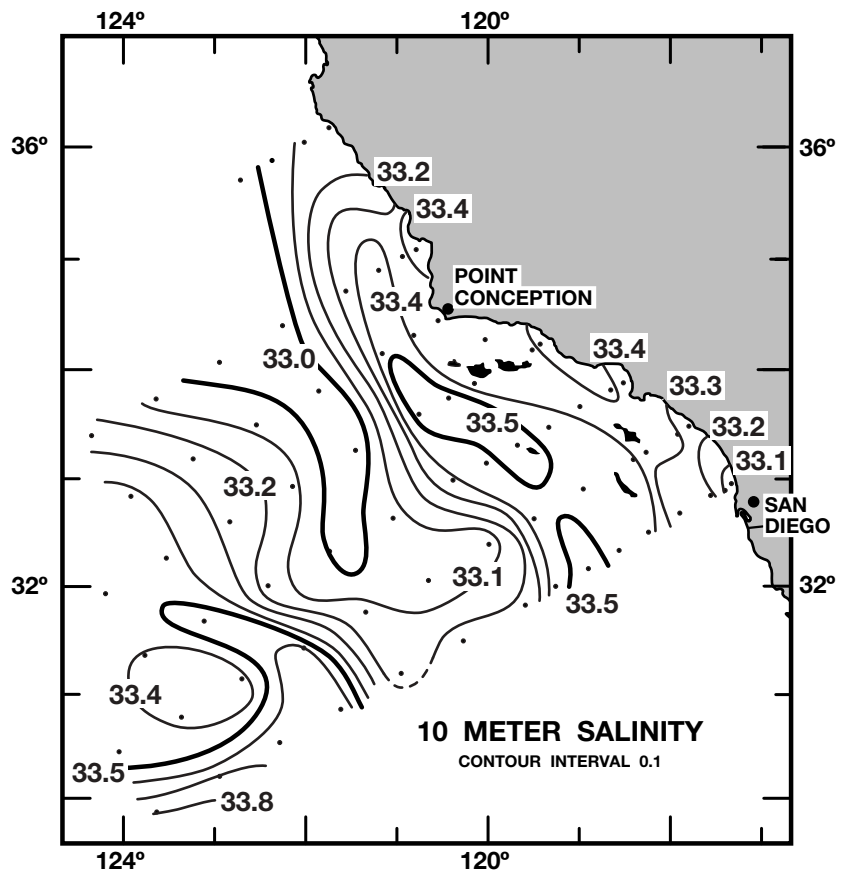 124º
120º
36º
36º
33.2
33.4
POINT
CONCEPTION
33.4
33.0
33.4
33.3
33.5
33.2
33.1
33.2
SAN
DIEGO
33.1
32º
32º
33.5
33.4
10 METER SALINITY
CONTOUR INTERVAL 0.1
33.5
33.8
124º
120º